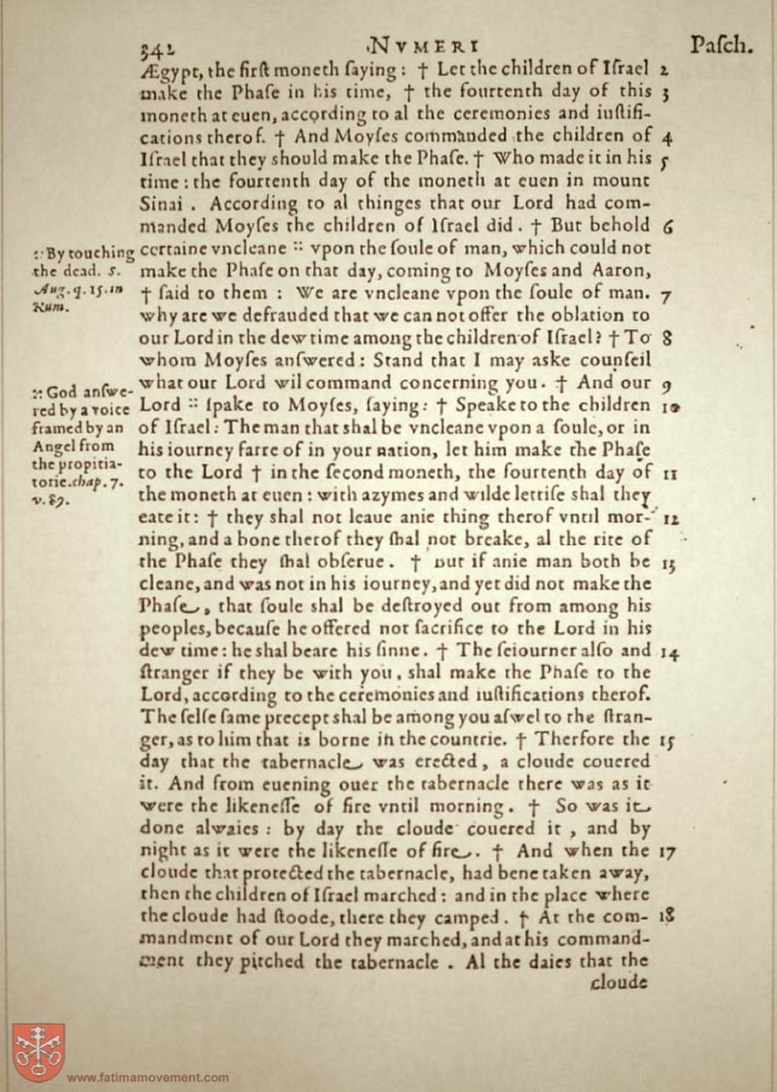 342 NVMERI Paſch.
Ægypt, the firſt moneth ſaying: † Let the children of Iſrael 2
make the Phaſe in his time, † the fourtenth day of this 3
moneth at euen, according to al the ceremonies and iuſtifi-
cations therof. † And Moyſes commanded the children of 4
Iſrael that they should make the Phaſe. † Who made it in his 5
time: the fourtenth day of the moneth at euen in mount
Sinai. According to al thinges that our Lord had com-
manded Moyſes the children of Iſrael did. † But behold 6
certaine vncleane :: vpon the ſoule of man, which could not
make the Phaſe on that day, coming to Moyſes and Aaron,
† ſaid to them: We are vncleane vpon the ſoule of man. 7
why are we defrauded that we can not offer the oblation to
our Lord in the dew time among the children of Iſrael? † To 8
whom Moyſes anſwered: Stand that I may aske counſeil
what our Lord wil command concerning you. † And our 9
Lord :: ſpake to Moyſes, ſaying: † Speake to the children 10
of Iſrael: The man that shal be vncleane vpon a ſoule, or in
his iourney farre of in your nation, let him make the Phaſe
to the Lord † in the ſecond moneth, the fourtenth day of 11
the moneth at euen: with azymes and wilde lettiſe shal they
eate it: † they shal not leaue anie thing therof vntil mor- 12
ning, and a bone therof they ſhal not breake, al the rite of
the Phaſe they ſhal obſerue. † But if anie man both be 13
cleane, and was not in his iourney, and yet did not make the
Phaſe, that ſoule shal be deſtroyed out from among his
peoples, becauſe he offered not ſacrifice to the Lord in his
dew time: he shal beare his ſinne. † The ſeiourner alſo and 14
ſtranger if they be with you, shal make the Phaſe to the
Lord, according to the ceremonies and iuſtifications therof.
The ſelfe ſame precept shal be among you aſwel to the ſtran-
ger, as to him that is borne in the countrie. † Therfore the 15
day that the tabernacle was erected, a cloude couered
it. And from euening ouer the tabernacle there was as it
were the likeneſſe of fire vntil morning. † So was it
done alwaies: by day the cloude couered it, and by
night as it were the likeneſſe of fire. † And when the 17
cloude that protected the tabernacle, had bene taken away,
then the children of Iſrael marched: and in the place where
the cloude had ſtoode, there they camped. † At the com- 18
mandment of our Lord they marched, and at his command-
ment they pitched the tabernacle. Al the daies that the
cloude
:: By touching
the dead. S.
Aug. q. 15. in
Num.
:: God anſwe-
red by a voice
framed by an
Angel from
the propitia-
torie. chap. 7.
v. 89.
www.fatimamovement.com